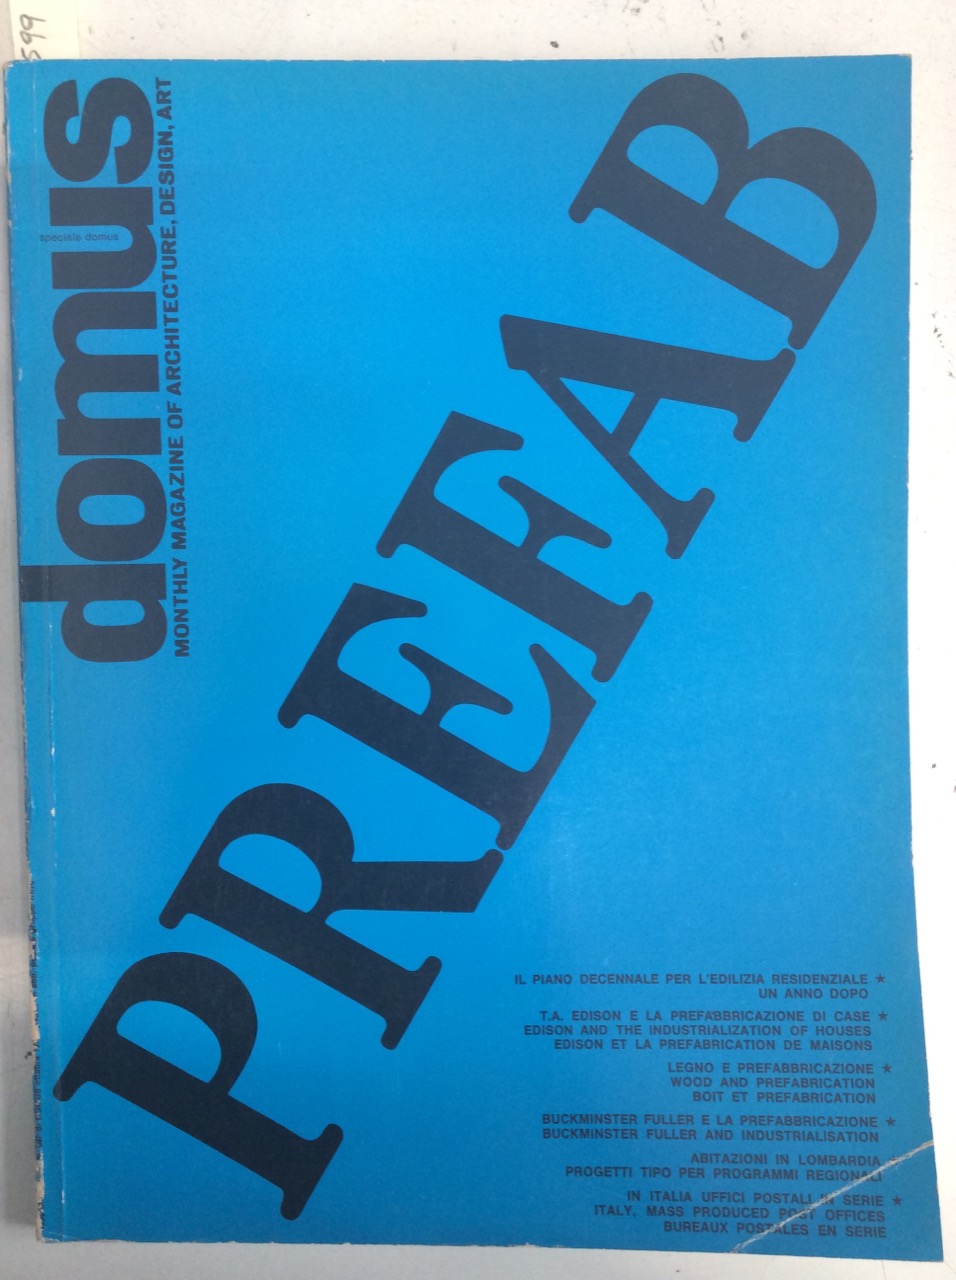 599
domus
speciale domus
MONTHLY MAGAZINE OF ARCHITECTURE, DESIGN, ART
PREFAB
IL PIANO DECENNALE PER L'EDILIZIA RESIDENZIALE ★
UN ANNO DOPO
T.A. EDISON E LA PREFABBRICAZIONE DI CASE ★
EDISON AND THE INDUSTRIALIZATION OF HOUSES
EDISON ET LA PREFABRICATION DE MAISONS
LEGNO E PREFABBRICAZIONE ★
WOOD AND PREFABRICATION
BOIT ET PREFABRICATION
BUCKMINSTER FULLER E LA PREFABBRICAZIONE ★
BUCKMINSTER FULLER AND INDUSTRIALISATION
ABITAZIONI IN LOMBARDIA ★
PROGETTI TIPO PER PROGRAMMI REGIONALI
IN ITALIA UFFICI POSTALI IN SERIE ★
ITALY, MASS PRODUCED POST OFFICES
BUREAUX POSTALES EN SERIE